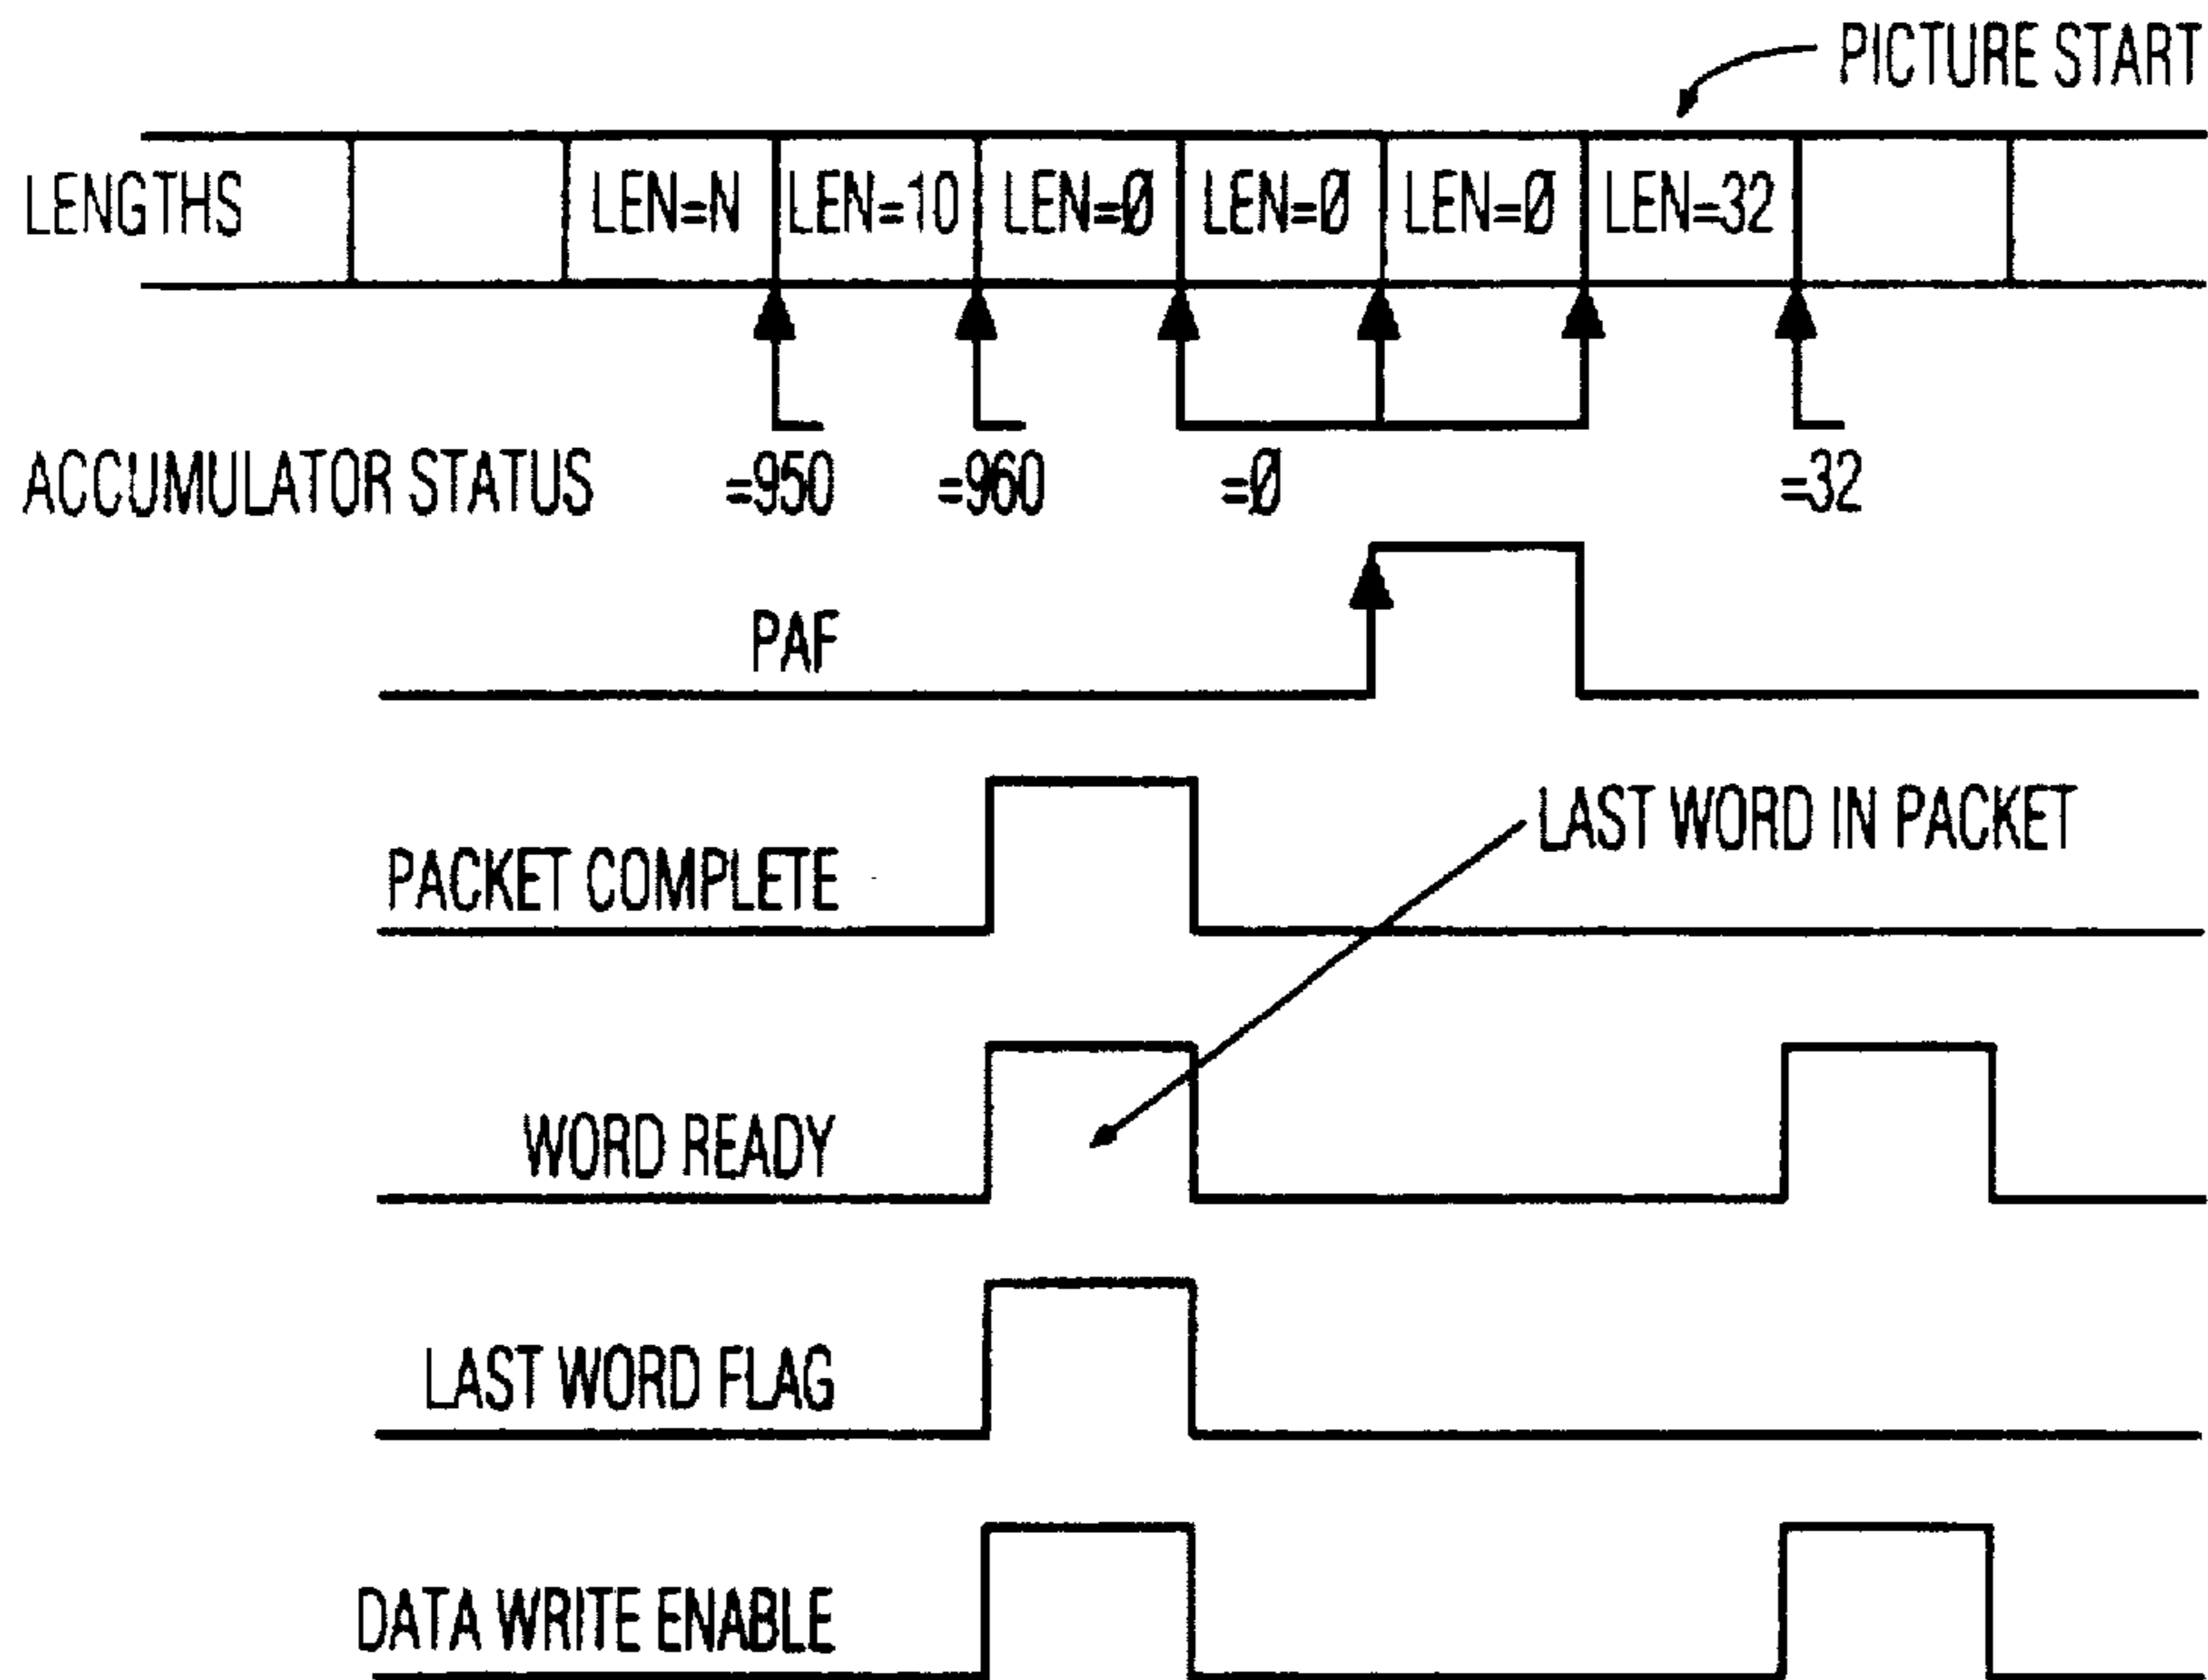 PICTURE START
LENGTHS LEN=N LEN=10 LEN=Ø LEN=Ø LEN=Ø LEN=32
ACCUMULATOR STATUS =950 =960 =Ø =32
PAF
LAST WORD IN PACKET
PACKET COMPLETE
WORD READY
LAST WORD FLAG
DATA WRITE ENABLE